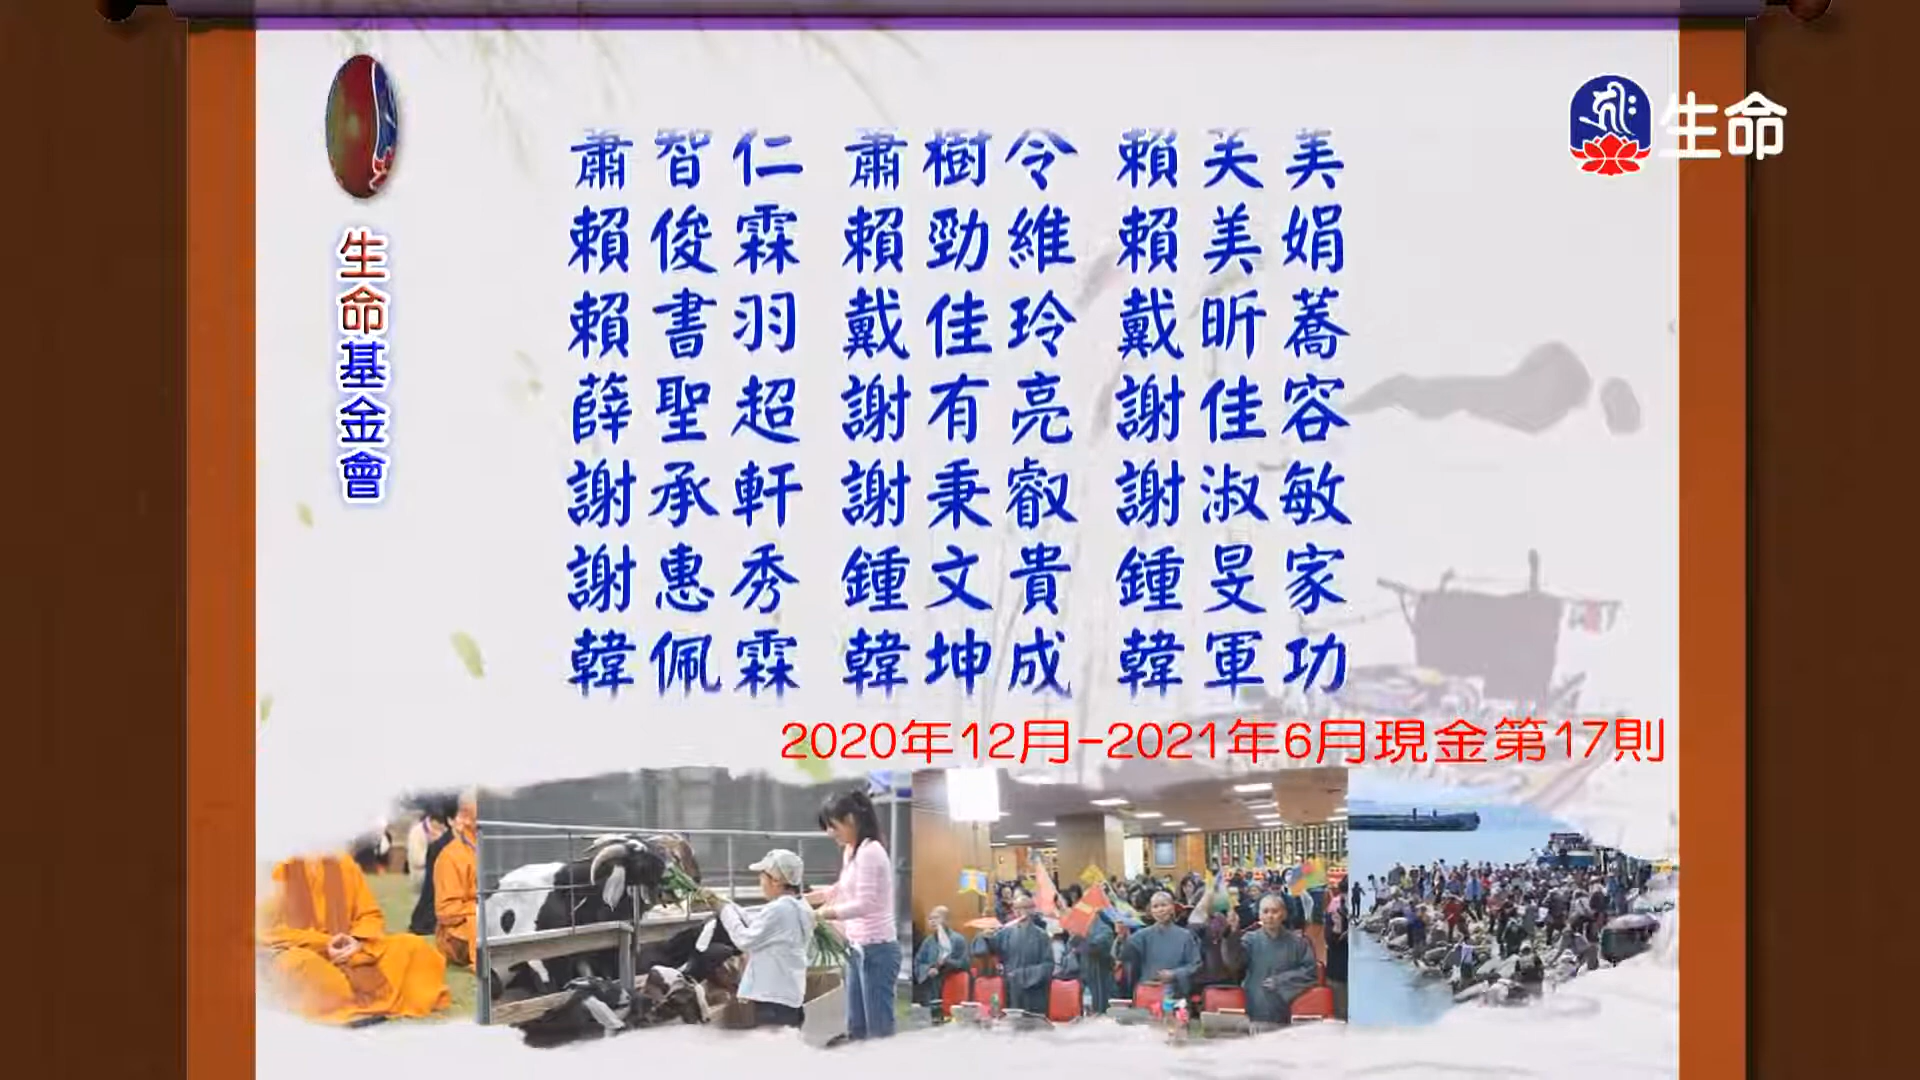 生命
生命基金會
蕭智仁 蕭樹令 賴芙美
賴俊霖 賴勁維 賴美娟
賴書羽 戴佳玲 戴昕蕎
薛聖超 謝有亮 謝佳容
謝承軒 謝秉叡 謝淑敏
謝惠秀 鍾文貴 鍾旻家
韓佩霖 韓坤成 韓軍功
2020年12月-2021年6月現金第17則